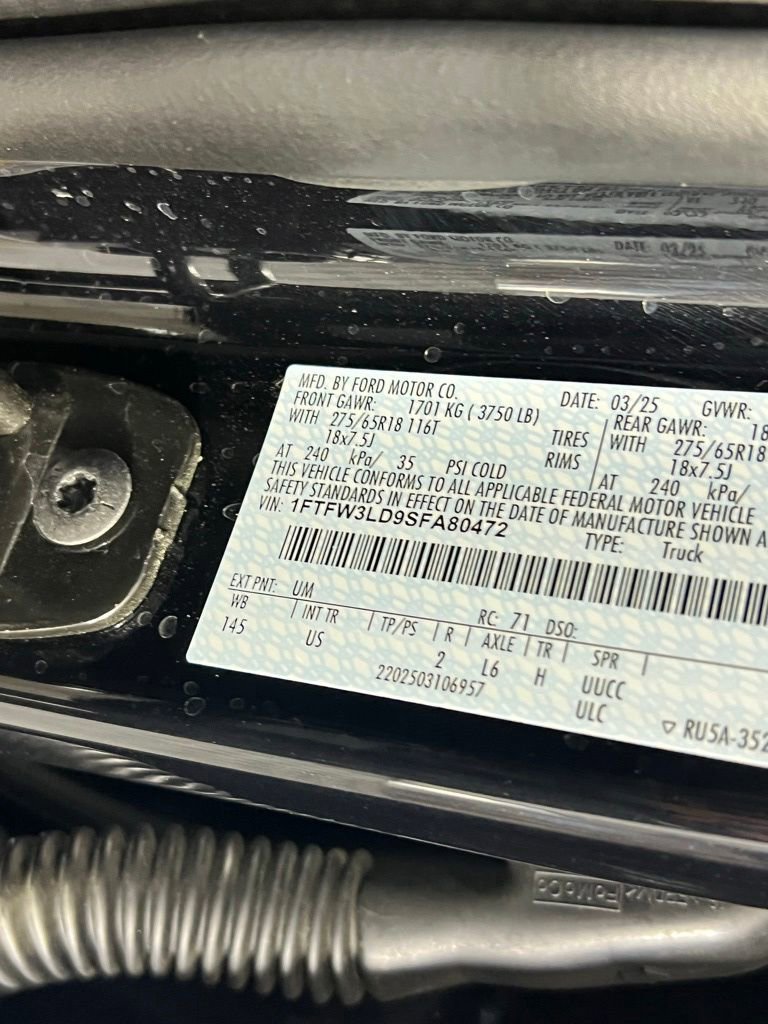 MFD. BY FORD MOTOR CO.
DATE: 03/25 GVWR:
FRONT GAWR: 1701 KG ( 3750 LB)
REAR GAWR: 18
WITH 275/65R18 116T TIRES
WITH 275/65R18
18x7.5J RIMS
18x7.5J
AT 240 kPa/ 35 PSI COLD
AT 240 kPa/
THIS VEHICLE CONFORMS TO ALL APPLICABLE FEDERAL MOTOR VEHICLE
SAFETY STANDARDS IN EFFECT ON THE DATE OF MANUFACTURE SHOWN A
VIN: 1FTFW3LD9SFA80472
TYPE: Truck
EXT PNT: UM RC: 71 DSO:
WB INT TR TP/PS R AXLE TR SPR
145 US 2 L6 H UUCC
2202503106957 ULC
RU5A-352
FoMoCo